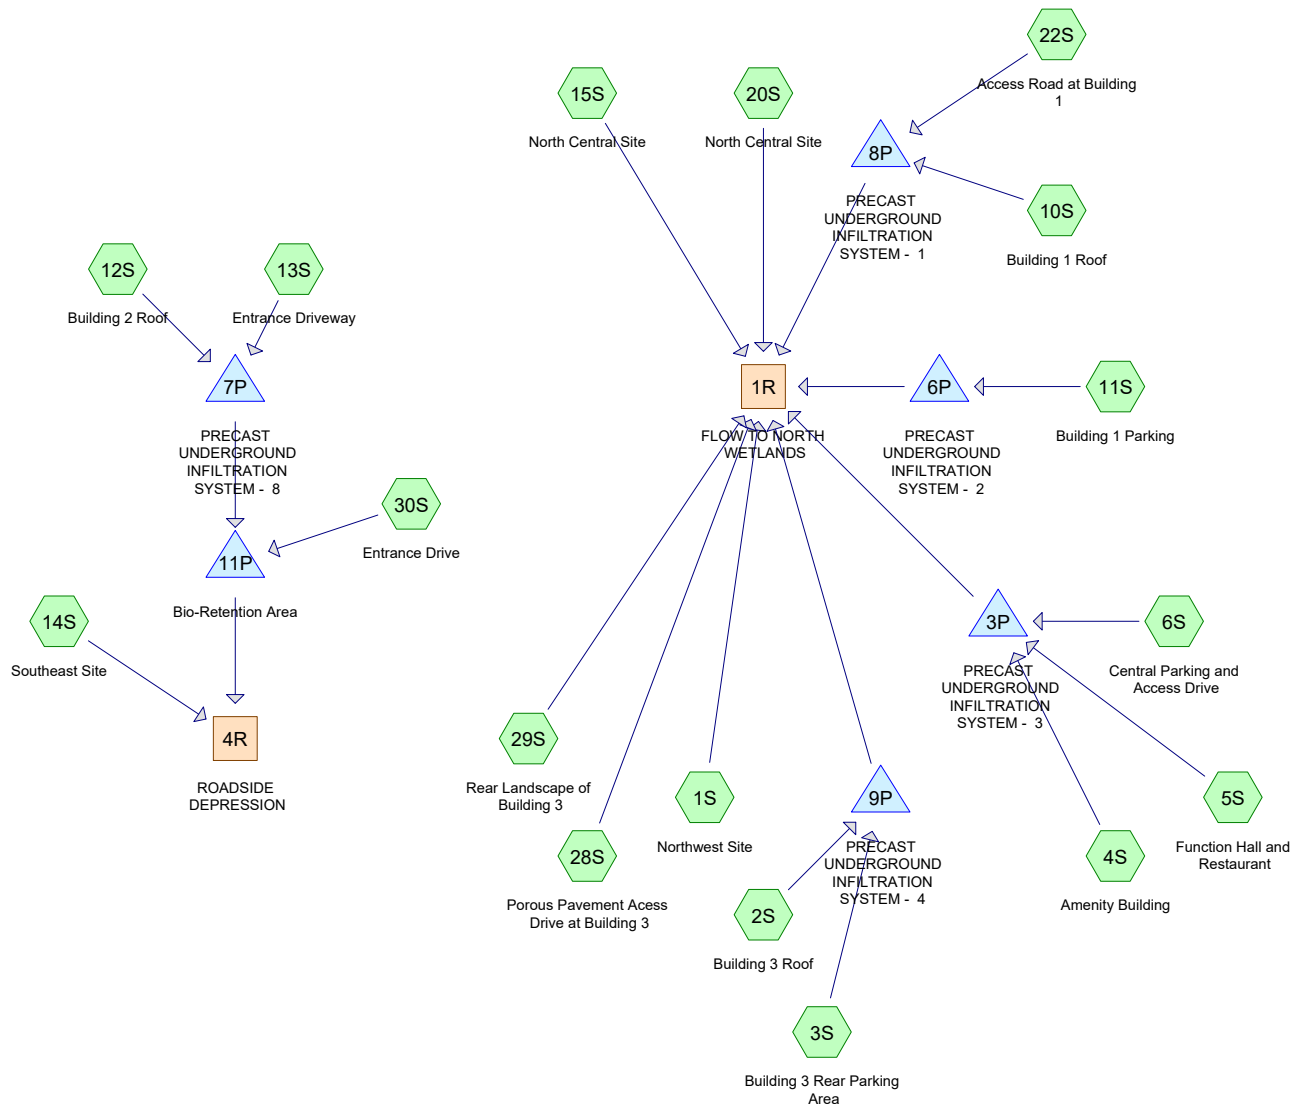 22S
Access Road at Building
1
15S
North Central Site
20S
North Central Site
8P
PRECAST
UNDERGROUND
INFILTRATION
SYSTEM - 1
10S
Building 1 Roof
12S
Building 2 Roof
13S
Entrance Driveway
7P
PRECAST
UNDERGROUND
INFILTRATION
SYSTEM - 8
1R
FLOW TO NORTH
WETLANDS
6P
PRECAST
UNDERGROUND
INFILTRATION
SYSTEM - 2
11S
Building 1 Parking
30S
Entrance Drive
11P
Bio-Retention Area
14S
Southeast Site
4R
ROADSIDE
DEPRESSION
3P
PRECAST
UNDERGROUND
INFILTRATION
SYSTEM - 3
6S
Central Parking and
Access Drive
29S
Rear Landscape of
Building 3
1S
Northwest Site
9P
PRECAST
UNDERGROUND
INFILTRATION
SYSTEM - 4
5S
Function Hall and
Restaurant
28S
Porous Pavement Acess
Drive at Building 3
4S
Amenity Building
2S
Building 3 Roof
3S
Building 3 Rear Parking
Area